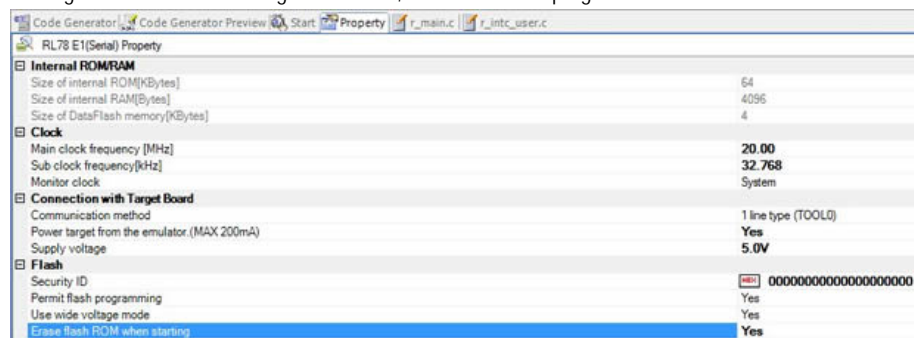 Code Generator Code Generator Preview Start Property r_main.c r_intc_user.c
RL78 E1(Serial) Property
Internal ROM/RAM
Size of internal ROM[KBytes] 64
Size of internal RAM[Bytes] 4096
Size of DataFlash memory[KBytes] 4
Clock
Main clock frequency [MHz] 20.00
Sub clock frequency[kHz] 32.768
Monitor clock System
Connection with Target Board
Communication method 1 line type (TOOL0)
Power target from the emulator.(MAX 200mA) Yes
Supply voltage 5.0V
Flash
Security ID HEX 00000000000000000000
Permit flash programming Yes
Use wide voltage mode Yes
Erase flash ROM when starting Yes